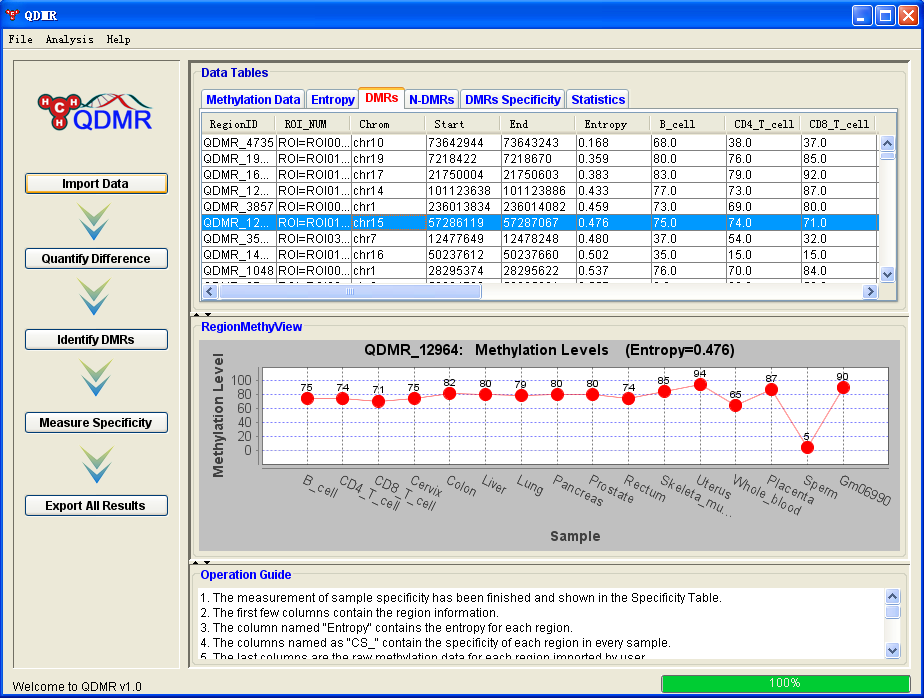 QDMR
File Analysis Help
H C H H QDMR
Import Data
Quantify Difference
Identify DMRs
Measure Specificity
Export All Results
Data Tables
Methylation Data Entropy DMRs N-DMRs DMRs Specificity Statistics
RegionID ROI_NUM Chrom Start End Entropy B_cell CD4_T_cell CD8_T_cell
QDMR_4735 ROI=ROI00... chr10 73642944 73643243 0.168 68.0 38.0 37.0
QDMR_19... ROI=ROI01... chr19 7218422 7218670 0.359 80.0 76.0 85.0
QDMR_16... ROI=ROI01... chr17 21750004 21750603 0.383 83.0 79.0 92.0
QDMR_12... ROI=ROI01... chr14 101123638 101123886 0.433 77.0 73.0 87.0
QDMR_3857 ROI=ROI00... chr1 236013834 236014082 0.459 73.0 69.0 80.0
QDMR_12... ROI=ROI01... chr15 57286119 57287067 0.476 75.0 74.0 71.0
QDMR_35... ROI=ROI03... chr7 12477649 12478248 0.480 37.0 54.0 32.0
QDMR_14... ROI=ROI01... chr16 50237612 50237660 0.502 35.0 15.0 15.0
QDMR_1048 ROI=ROI00... chr1 28295374 28295622 0.537 76.0 70.0 84.0
RegionMethyView
QDMR_12964: Methylation Levels (Entropy=0.476)
Methylation Level
100
80
60
40
20
0
75 74 71 75 82 80 79 80 80 74 85 94 65 87 5 90
B_cell CD4_T_cell CD8_T_cell Cervix Colon Liver Lung Pancreas Prostate Rectum Skeleta_mu... Uterus Whole_blood Placenta Sperm Gm06990
Sample
Operation Guide
1. The measurement of sample specificity has been finished and shown in the Specificity Table.
2. The first few columns contain the region information.
3. The column named "Entropy" contains the entropy for each region.
4. The columns named as "CS_" contain the specificity of each region in every sample.
5. The last columns are the raw methylation data for each region imported by user.
Welcome to QDMR v1.0
100%